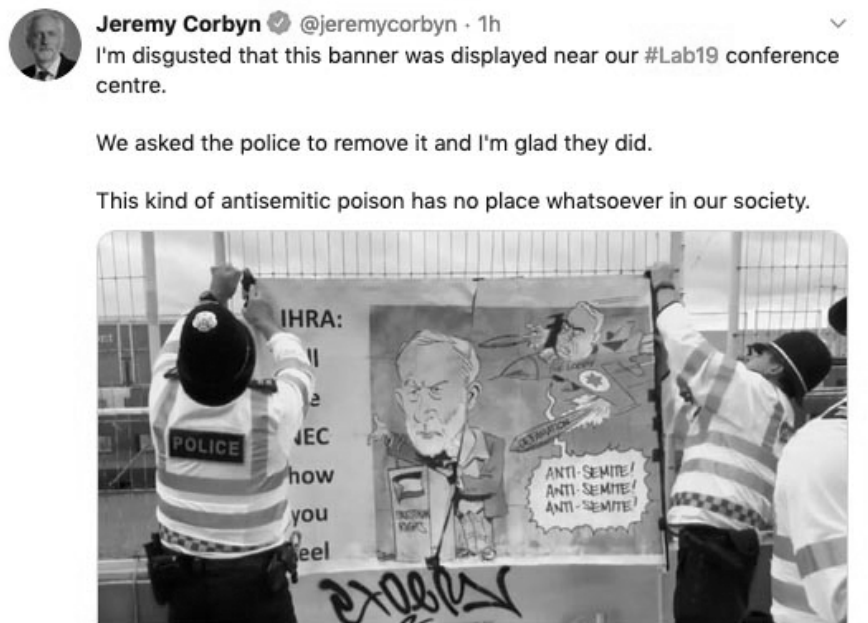 Jeremy Corbyn @jeremycorbyn · 1h
I'm disgusted that this banner was displayed near our #Lab19 conference
centre.
We asked the police to remove it and I'm glad they did.
This kind of antisemitic poison has no place whatsoever in our society.
IHRA:
NEC
how
you
feel
POLICE
DEFAMATION
ANTI-SEMITE!
ANTI-SEMITE!
ANTI-SEMITE!